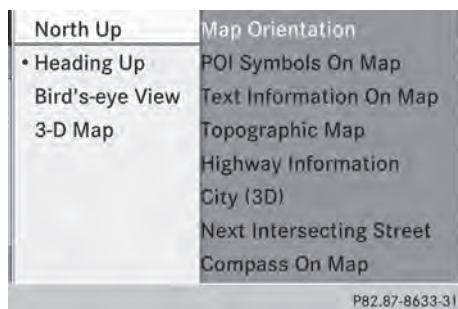 North Up
• Heading Up
Bird's-eye View
3-D Map
Map Orientation
POI Symbols On Map
Text Information On Map
Topographic Map
Highway Information
City (3D)
Next Intersecting Street
Compass On Map
P82.87-8633-31